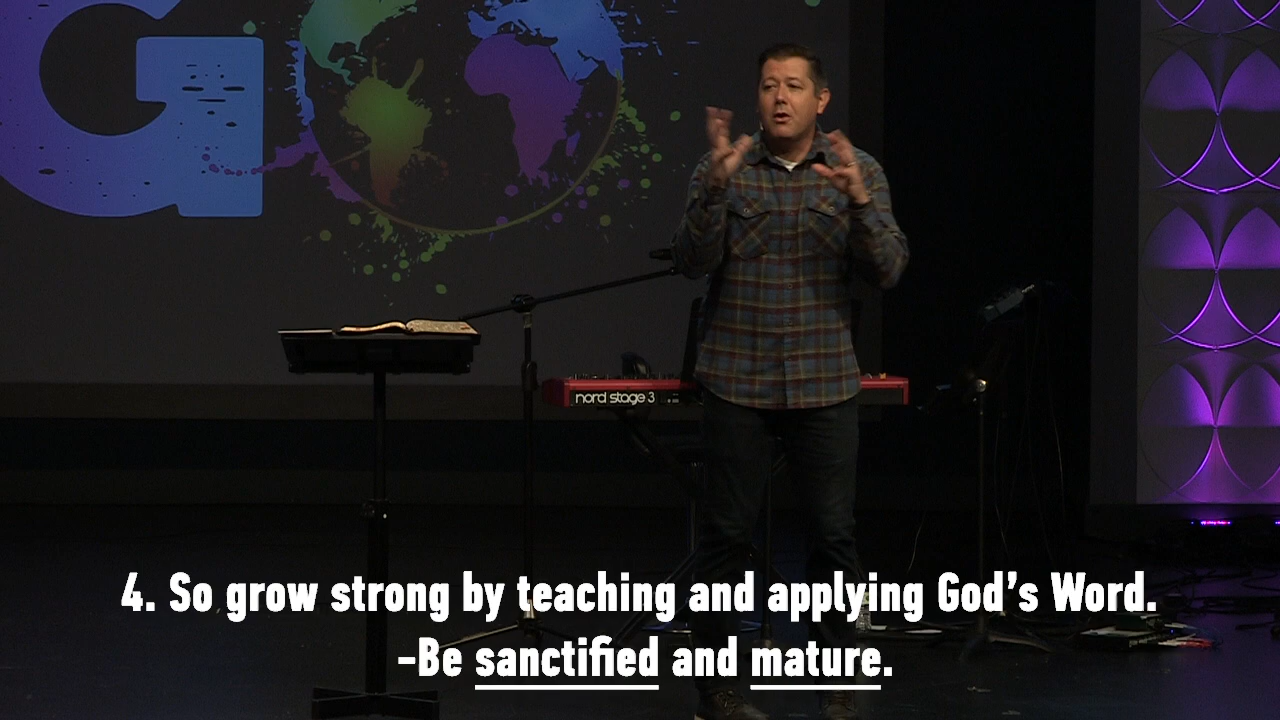 GO
nord stage 3
4. So grow strong by teaching and applying God's Word.
-Be sanctified and mature.